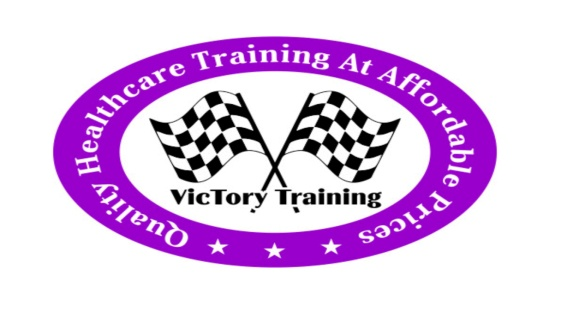 Quality Healthcare Training At Affordable Prices
VicTory Training